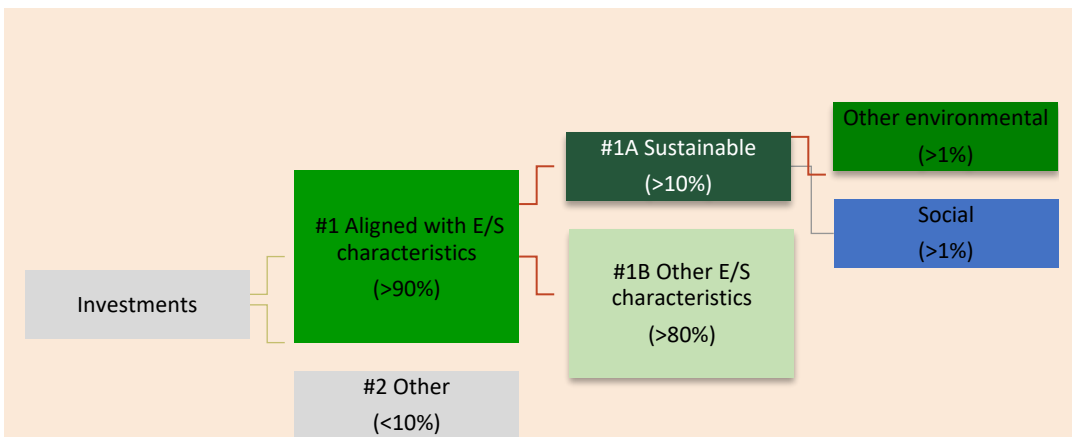 Investments
#1 Aligned with E/S
characteristics
(>90%)
#2 Other
(<10%)
#1A Sustainable
(>10%)
#1B Other E/S
characteristics
(>80%)
Other environmental
(>1%)
Social
(>1%)